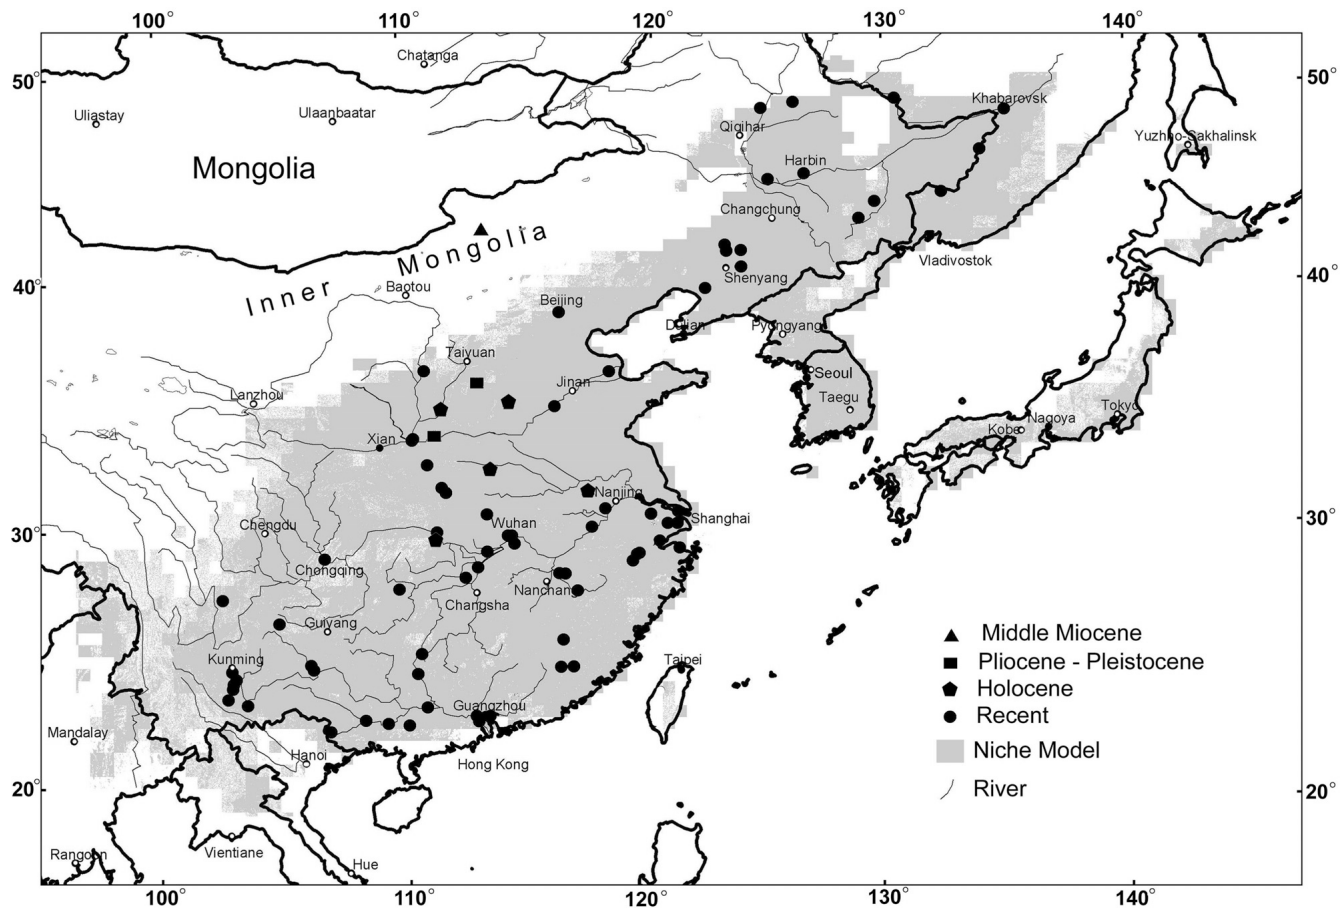 100° 110° 120° 130° 140°
50° 50°
Chatanga
Uliastay
Ulaanbaatar
Khabarovsk
Qiqihar
Yuzhno-Sakhalinsk
Mongolia
Harbin
Changchung
Inner Mongolia
Vladivostok
Shenyang
40° 40°
Baotou
Beijing
Dalian
Pyongyang
Taiyuan
Jinan
Seoul
Lanzhou
Taegu
Tokyo
Nagoya
Kobe
Xian
Nanjing
Shanghai
30° 30°
Chengdu
Wuhan
Chongqing
Nanchang
Changsha
Guiyang
Kunming
Taipei
Guangzhou
Mandalay
Hanoi
Hong Kong
20° 20°
Rangoon
Vientiane
Hue
Middle Miocene
Pliocene - Pleistocene
Holocene
Recent
Niche Model
River
100° 110° 120° 130° 140°